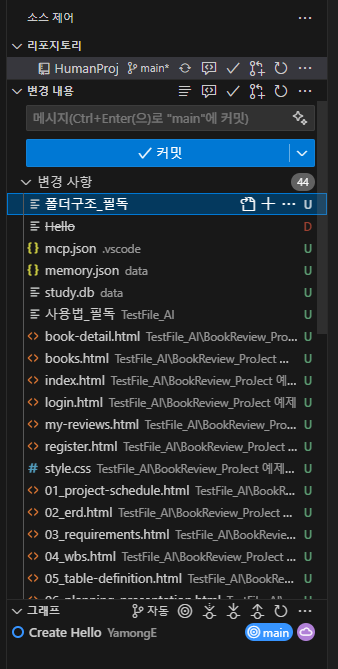 소스 제어
리포지토리
HumanProj main*
변경 내용
메시지(Ctrl+Enter(으)로 "main"에 커밋)
커밋
변경 사항 44
폴더구조_필독 U
Hello D
mcp.json .vscode U
memory.json data U
study.db data U
사용법_필독 TestFile_AI U
book-detail.html TestFile_AI\BookReview_Pro... U
books.html TestFile_AI\BookReview_ProJect ... U
index.html TestFile_AI\BookReview_ProJect 예... U
login.html TestFile_AI\BookReview_ProJect 예... U
my-reviews.html TestFile_AI\BookReview_Pro... U
register.html TestFile_AI\BookReview_ProJect ... U
style.css TestFile_AI\BookReview_ProJect 예제... U
01_project-schedule.html TestFile_AI\BookR... U
02_erd.html TestFile_AI\BookReview_ProJect ... U
03_requirements.html TestFile_AI\BookRevi... U
04_wbs.html TestFile_AI\BookReview_ProJect ... U
05_table-definition.html TestFile_AI\BookRe... U
그래프 자동
Create Hello YamongE main